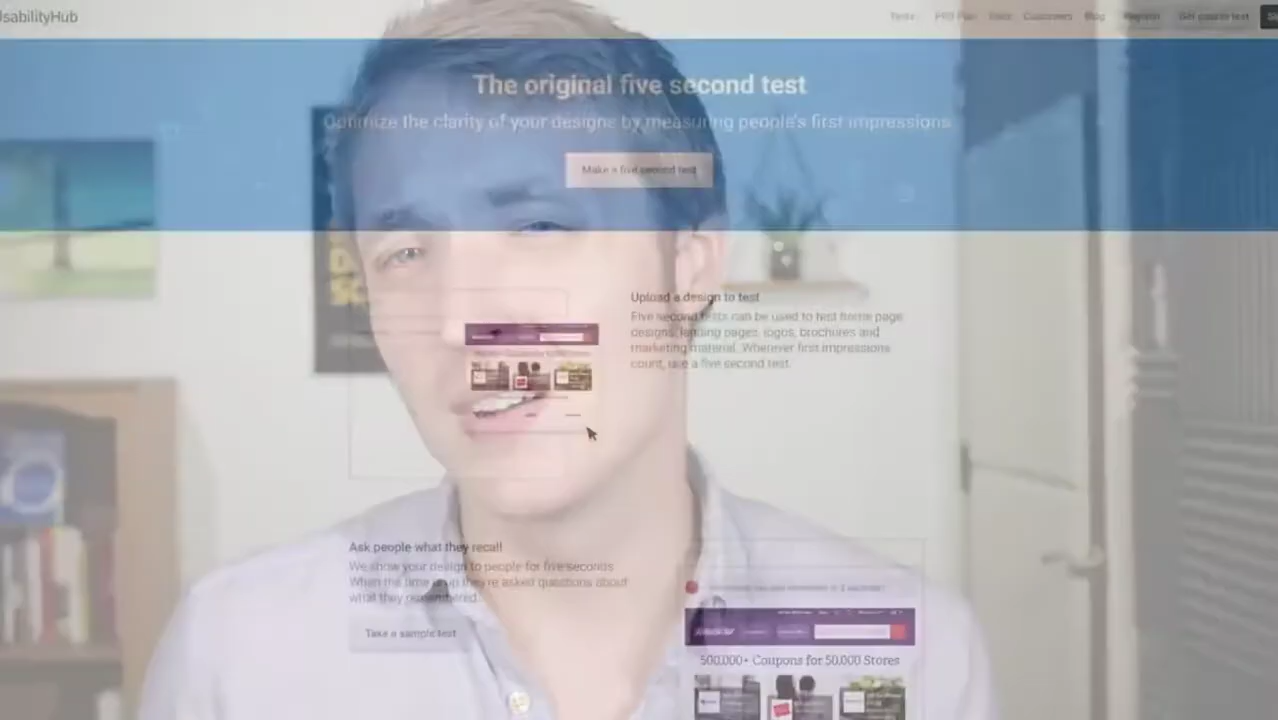 UsabilityHub
Customers Blog Register
The original five second test
Optimize the clarity of your designs by measuring people's first impressions
Make a five second test
Upload a design to test
Five second tests can be used to test home page
designs, landing pages, logos, brochures and
marketing material. Wherever first impressions
count, use a five second test.
Ask people what they recall
We show your design to people for five seconds
When the time is up they're asked questions about
what they remembered.
Take a sample test
500,000+ Coupons for 50,000 Stores